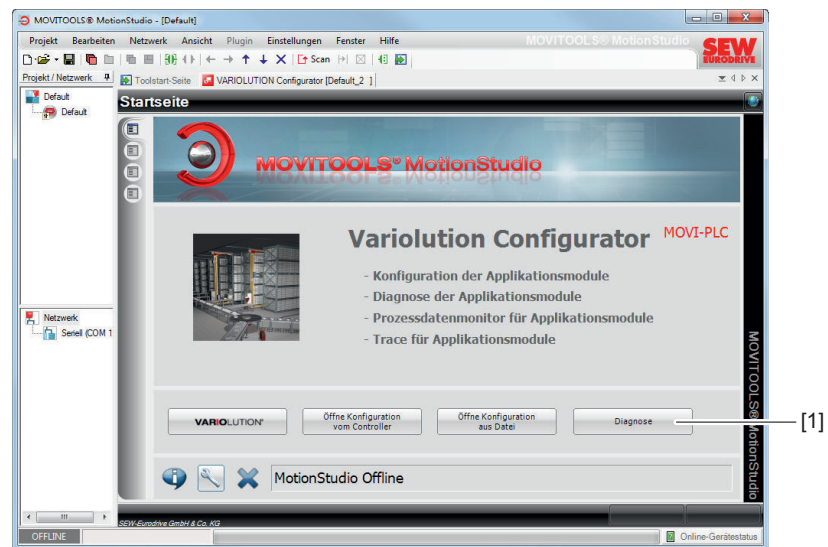 MOVITOOLS® MotionStudio - [Default]
Projekt Bearbeiten Netzwerk Ansicht Plugin Einstellungen Fenster Hilfe
MOVITOOLS® MotionStudio
SEW
EURODRIVE
Scan
Projekt / Netzwerk
Toolstart-Seite
VARIOLUTION Configurator [Default_2 ]
Default
Default
Startseite
MOVITOOLS® MotionStudio
Variolution Configurator
MOVI-PLC
- Konfiguration der Applikationsmodule
- Diagnose der Applikationsmodule
- Prozessdatenmonitor für Applikationsmodule
- Trace für Applikationsmodule
Netzwerk
Seriell (COM 1
MOVITOOLS® MotionStudio
VARIOLUTION®
Öffne Konfiguration
vom Controller
Öffne Konfiguration
aus Datei
Diagnose
[1]
MotionStudio Offline
SEW-Eurodrive GmbH & Co. KG
OFFLINE
Online-Gerätestatus